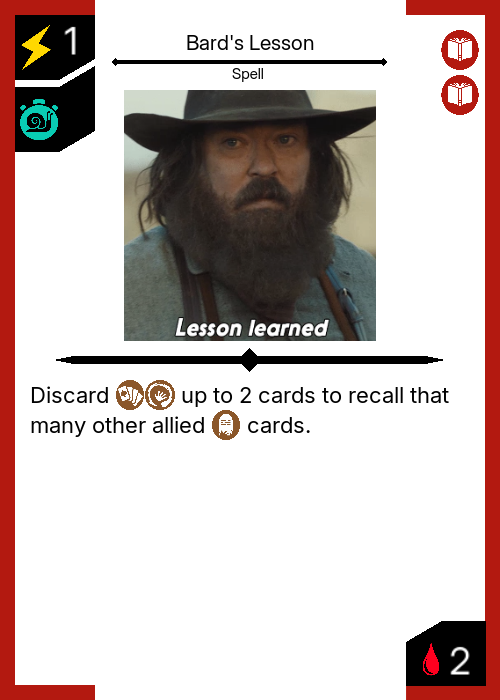 1
Bard's Lesson
Spell
Lesson learned
Discard up to 2 cards to recall that
many other allied cards.
2